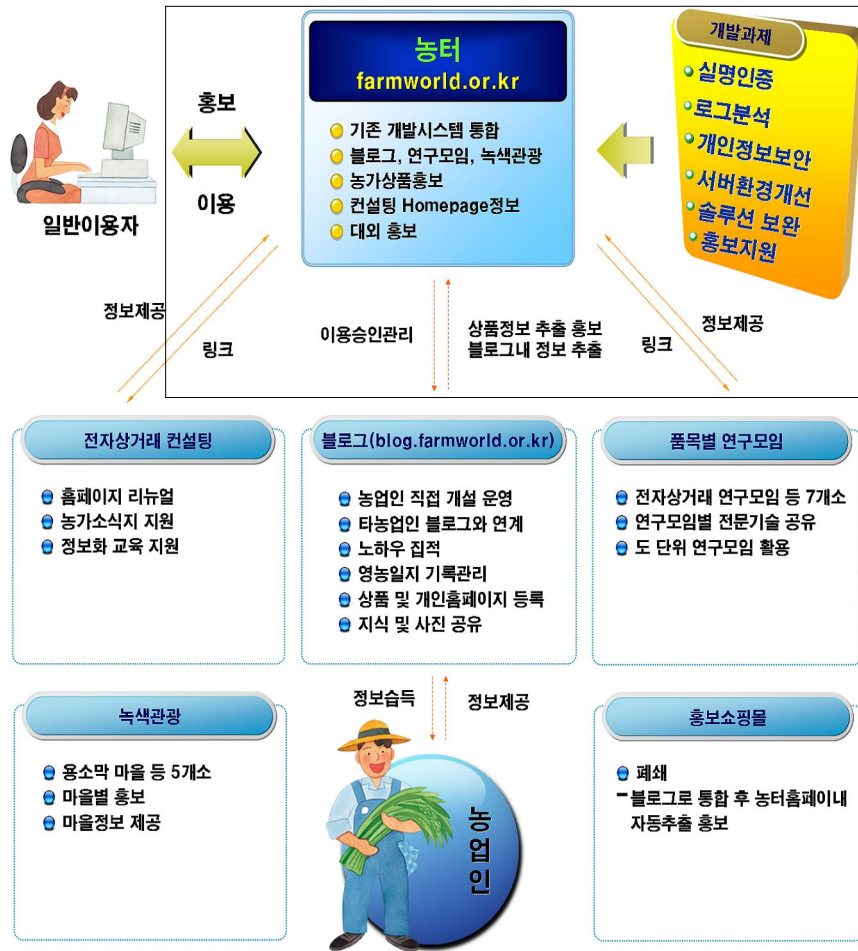 농터
farmworld.or.kr
기존 개발시스템 통합
블로그, 연구모임, 녹색관광
농가상품홍보
컨설팅 Homepage정보
대외 홍보
개발과제
실명인증
로그분석
개인정보보안
서버환경개선
솔루션 보완
홍보지원
홍보
이용
일반이용자
정보제공
링크
이용승인관리
상품정보 추출 홍보
블로그내 정보 추출
정보제공
링크
전자상거래 컨설팅
홈페이지 리뉴얼
농가소식지 지원
정보화 교육 지원
블로그(blog.farmworld.or.kr)
농업인 직접 개설 운영
타농업인 블로그와 연계
노하우 집적
영농일지 기록관리
상품 및 개인홈페이지 등록
지식 및 사진 공유
품목별 연구모임
전자상거래 연구모임 등 7개소
연구모임별 전문기술 공유
도 단위 연구모임 활용
정보습득
정보제공
녹색관광
용소막 마을 등 5개소
마을별 홍보
마을정보 제공
농업인
홍보쇼핑몰
폐쇄
-블로그로 통합 후 농터홈페이내
자동추출 홍보